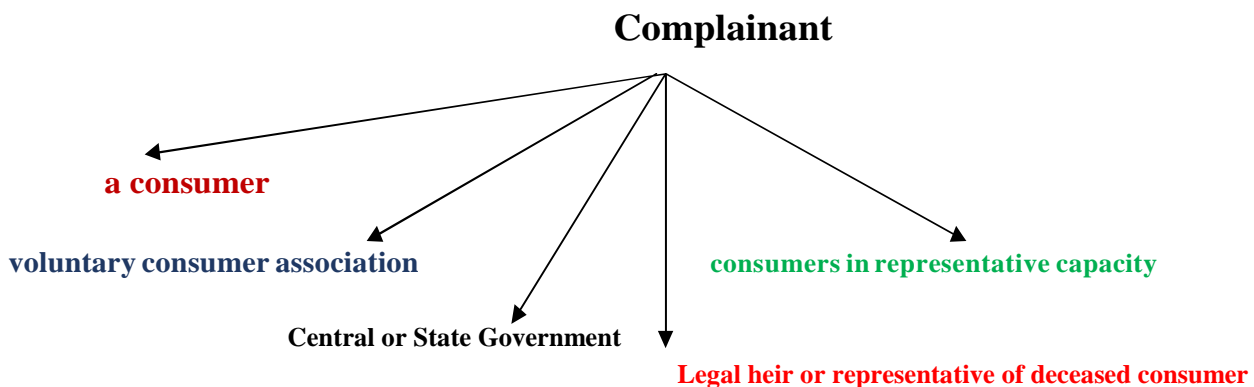 Complainant
a consumer
voluntary consumer association
consumers in representative capacity
Central or State Government
Legal heir or representative of deceased consumer